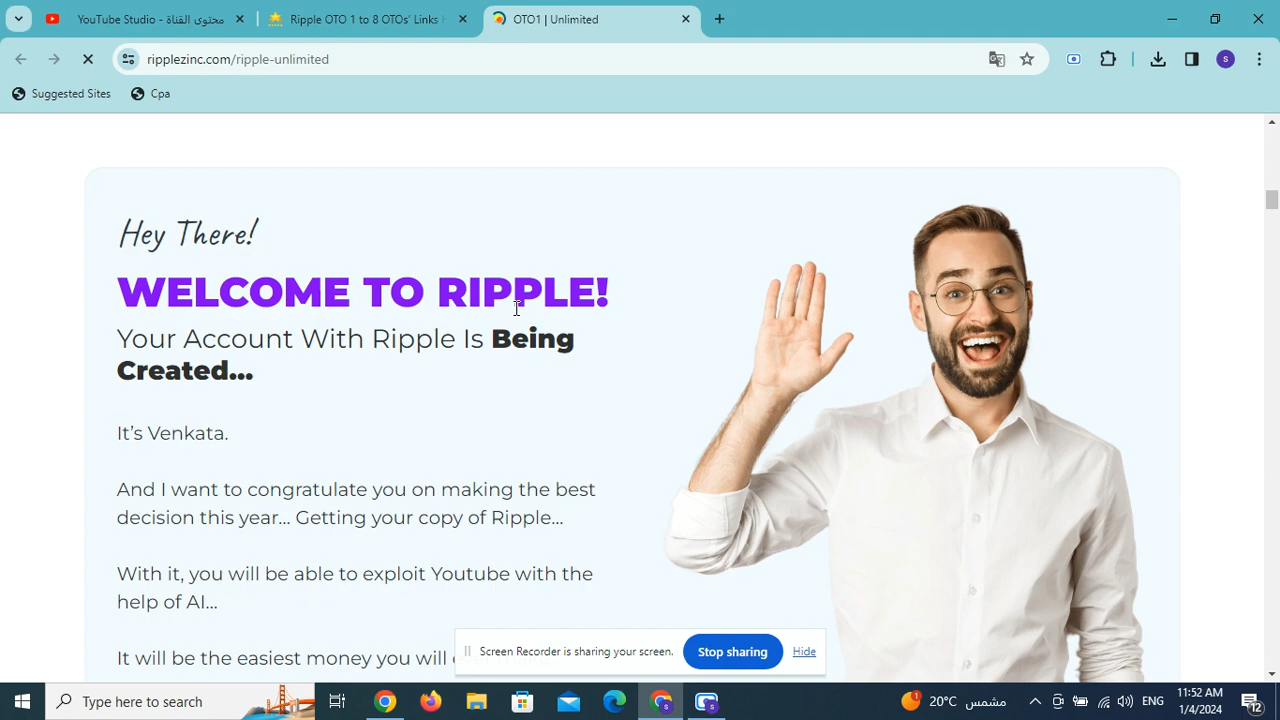 YouTube Studio - محتوى القناة
Ripple OTO 1 to 8 OTOs' Links
OTO1 | Unlimited
ripplezinc.com/ripple-unlimited
S
Suggested Sites
Cpa
Hey There!
WELCOME TO RIPPLE!
Your Account With Ripple Is Being
Created...
It's Venkata.
And I want to congratulate you on making the best
decision this year... Getting your copy of Ripple...
With it, you will be able to exploit Youtube with the
help of AI...
It will be the easiest money you will
Screen Recorder is sharing your screen.
Stop sharing
Hide
Type here to search
1
20°C
مشمس
ENG
11:52 AM
1/4/2024
12